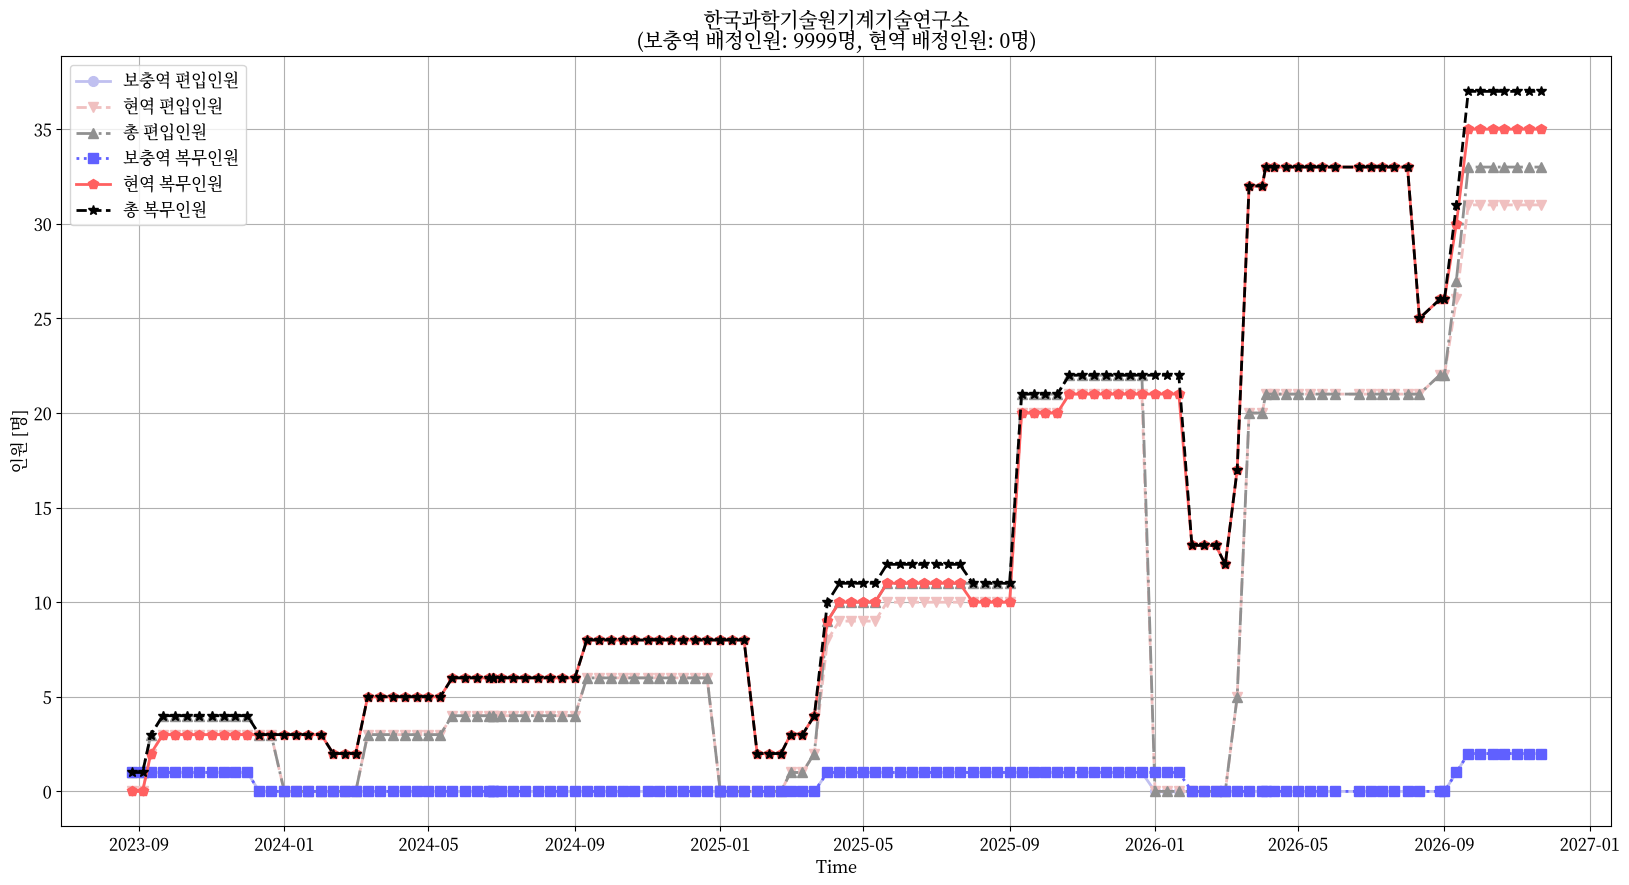 한국과학기술원기계기술연구소
(보충역 배정인원: 9999명, 현역 배정인원: 0명)
보충역 편입인원
현역 편입인원
총 편입인원
보충역 복무인원
현역 복무인원
총 복무인원
인원 [명]
35
30
25
20
15
10
5
0
2023-09
2024-01
2024-05
2024-09
2025-01
2025-05
2025-09
2026-01
2026-05
2026-09
2027-01
Time